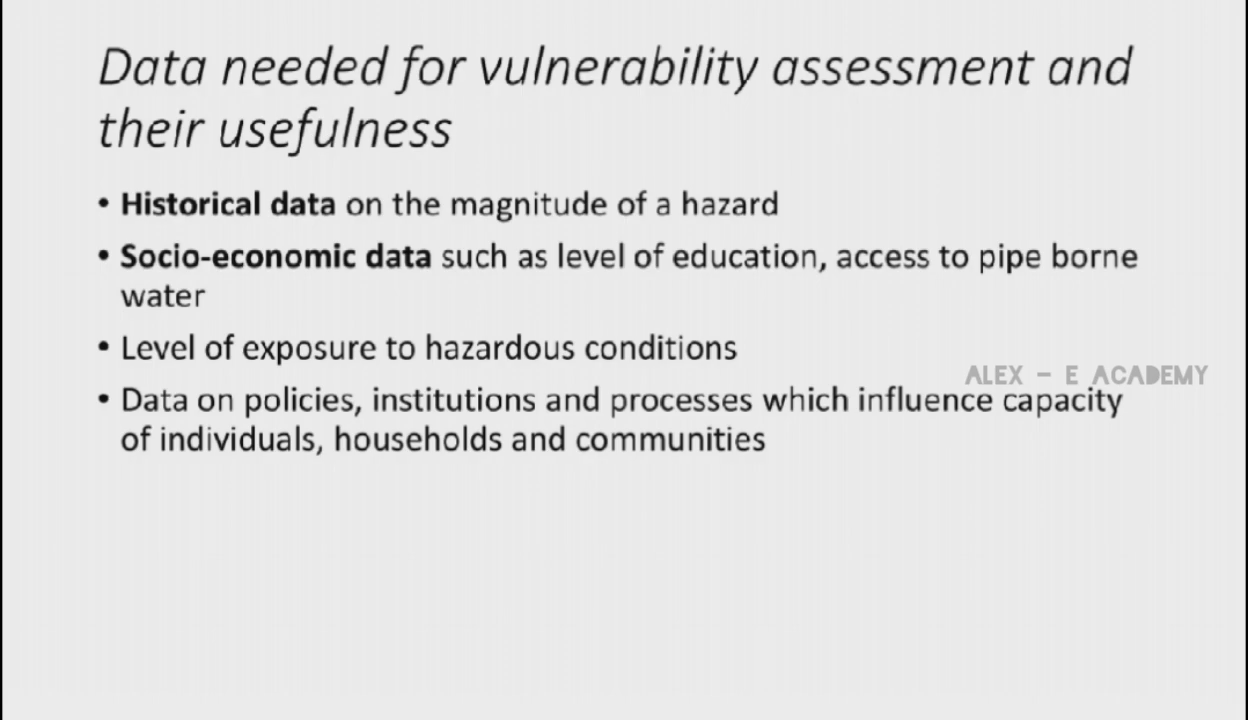 Data needed for vulnerability assessment and
their usefulness
• Historical data on the magnitude of a hazard
• Socio-economic data such as level of education, access to pipe borne
water
• Level of exposure to hazardous conditions
ALEX – E ACADEMY
• Data on policies, institutions and processes which influence capacity
of individuals, households and communities